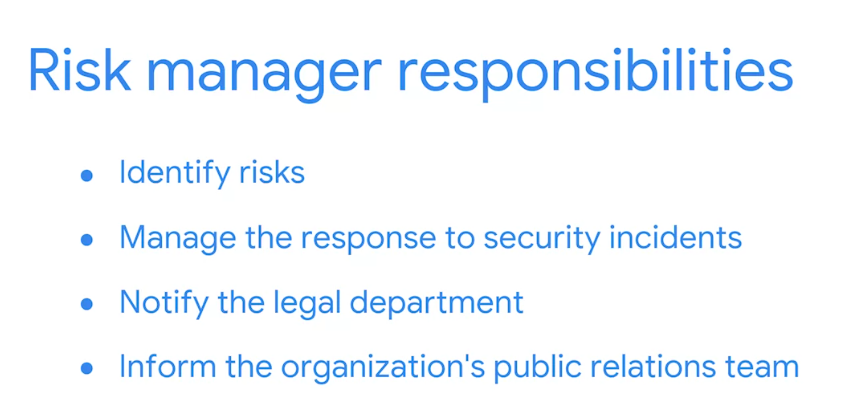 Risk manager responsibilities
• Identify risks
• Manage the response to security incidents
• Notify the legal department
• Inform the organization's public relations team